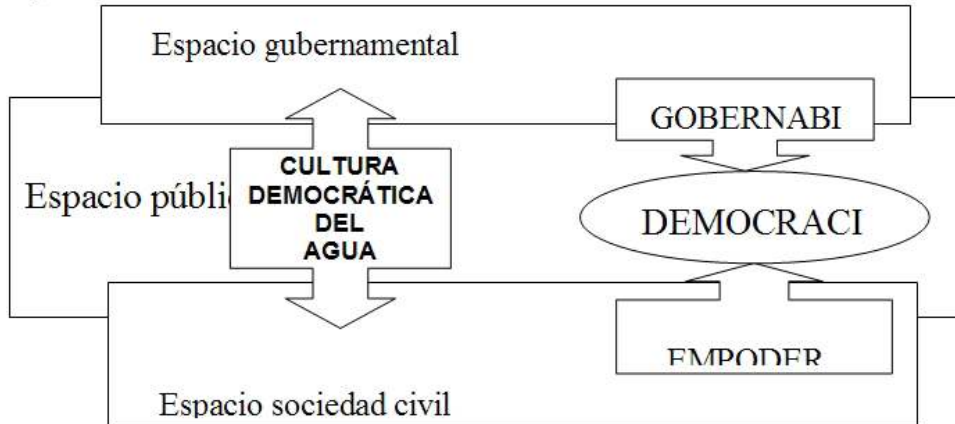 Espacio gubernamental
GOBERNABI
CULTURA
DEMOCRÁTICA
DEL
AGUA
Espacio públi
DEMOCRACI
EMPODER
Espacio sociedad civil